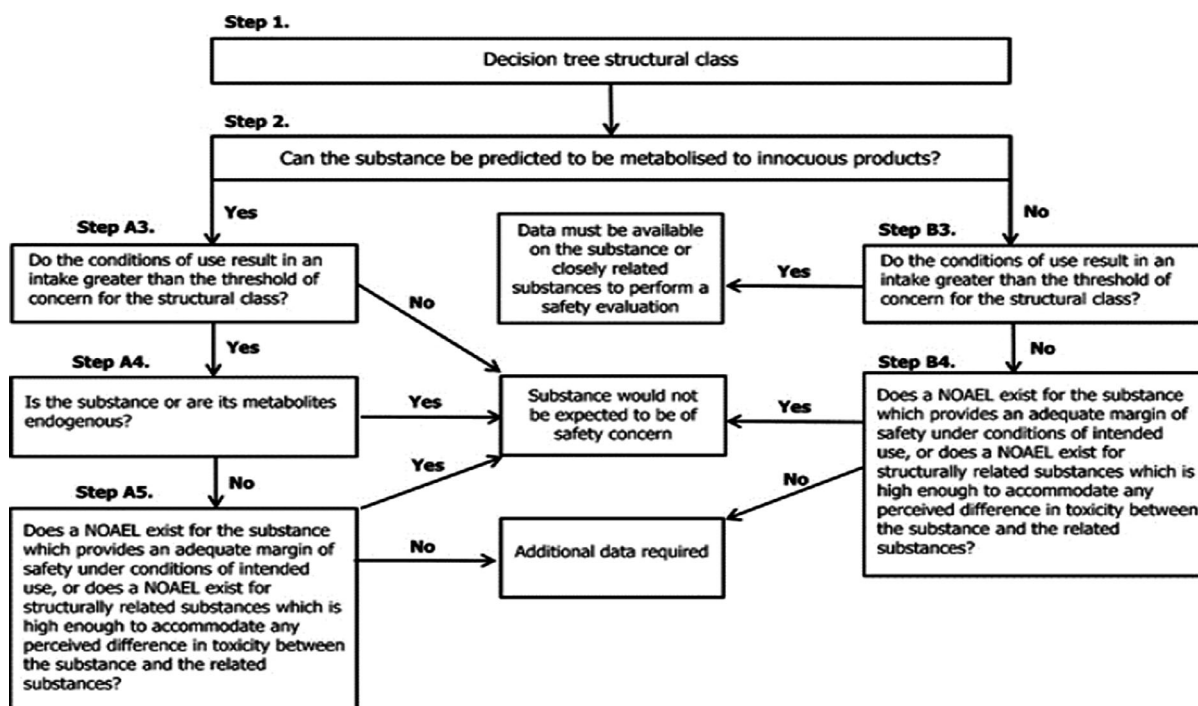 Step 1.
Decision tree structural class
Step 2.
Can the substance be predicted to be metabolised to innocuous products?
Yes
No
Step A3.
Do the conditions of use result in an
intake greater than the threshold of
concern for the structural class?
Data must be available
on the substance or
closely related
substances to perform a
safety evaluation
Yes
Step B3.
Do the conditions of use result in an
intake greater than the threshold of
concern for the structural class?
No
Yes
No
Step A4.
Is the substance or are its metabolites
endogenous?
Yes
Substance would not
be expected to be of
safety concern
Yes
Step B4.
Does a NOAEL exist for the substance
which provides an adequate margin of
safety under conditions of intended
use, or does a NOAEL exist for
structurally related substances which is
high enough to accommodate any
perceived difference in toxicity between
the substance and the related
substances?
No
Yes
No
Step A5.
Does a NOAEL exist for the substance
which provides an adequate margin of
safety under conditions of intended
use, or does a NOAEL exist for
structurally related substances which is
high enough to accommodate any
perceived difference in toxicity between
the substance and the related
substances?
No
Additional data required